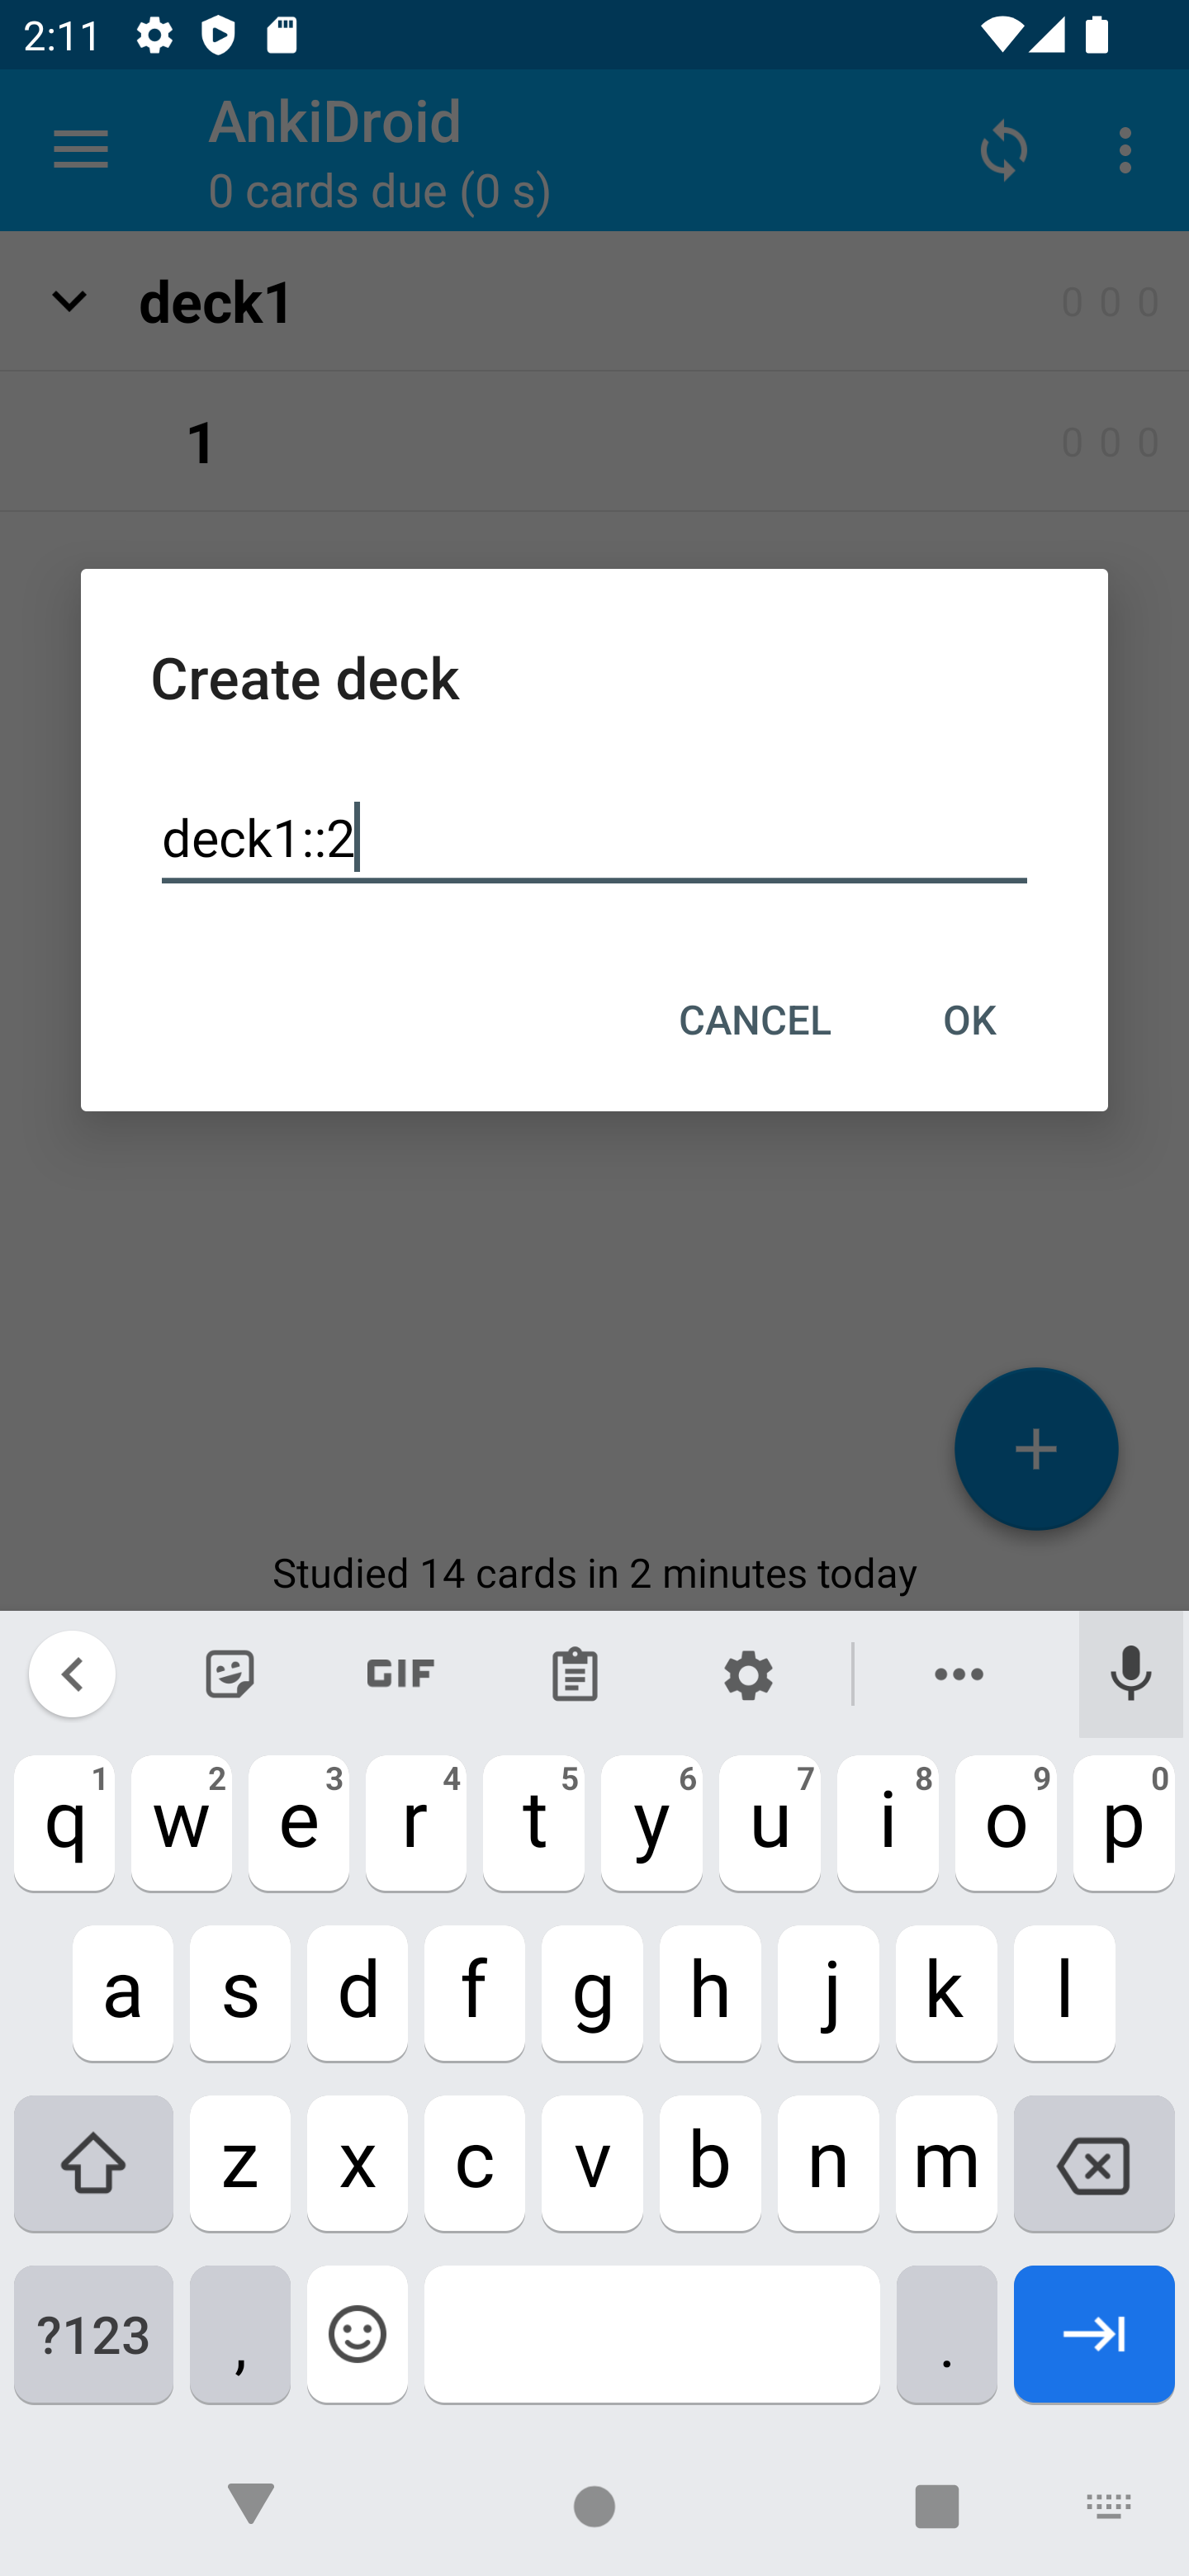 2:11
AnkiDroid
0 cards due (0 s)
deck1 0 0 0
1 0 0 0
Create deck
deck1::2
CANCEL OK
Studied 14 cards in 2 minutes today
GIF
q1 w2 e3 r4 t5 y6 u7 i8 o9 p0
a s d f g h j k l
z x c v b n m
?123 , .